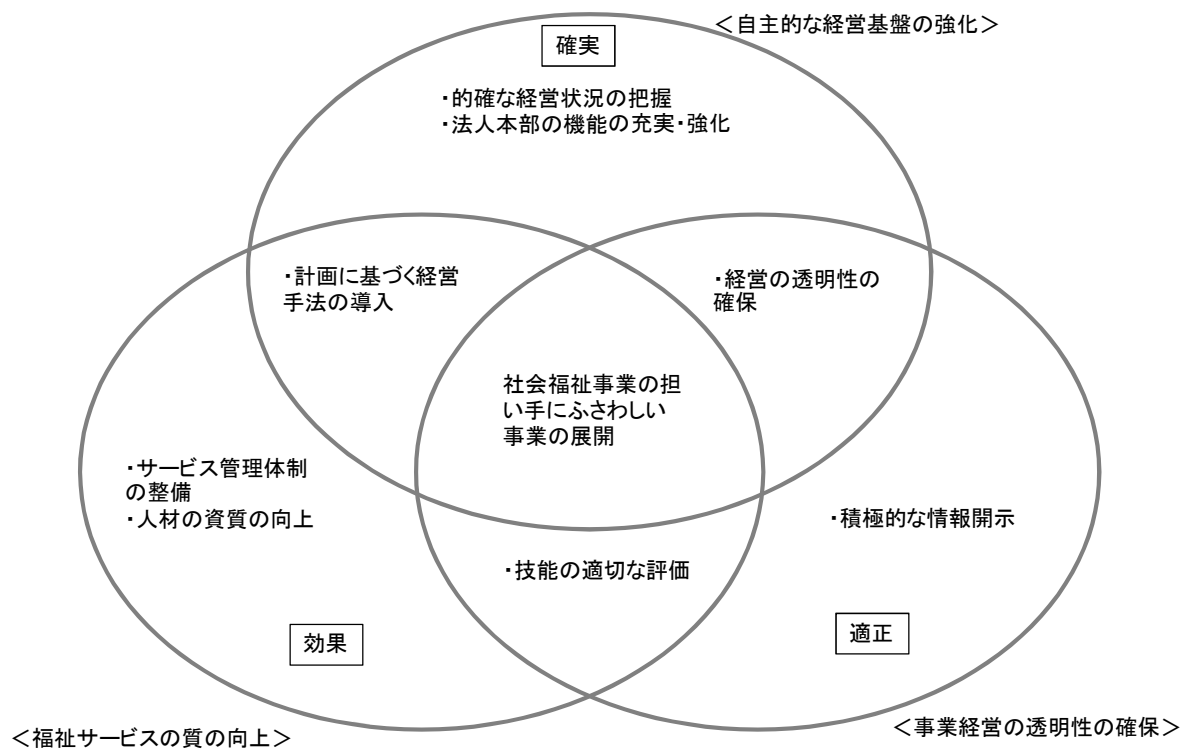 ＜自主的な経営基盤の強化＞
確実
・的確な経営状況の把握
・法人本部の機能の充実・強化
・計画に基づく経営
手法の導入
・経営の透明性の
確保
社会福祉事業の担
い手にふさわしい
事業の展開
・サービス管理体制
の整備
・人材の資質の向上
・積極的な情報開示
・技能の適切な評価
効果
適正
＜福祉サービスの質の向上＞
＜事業経営の透明性の確保＞